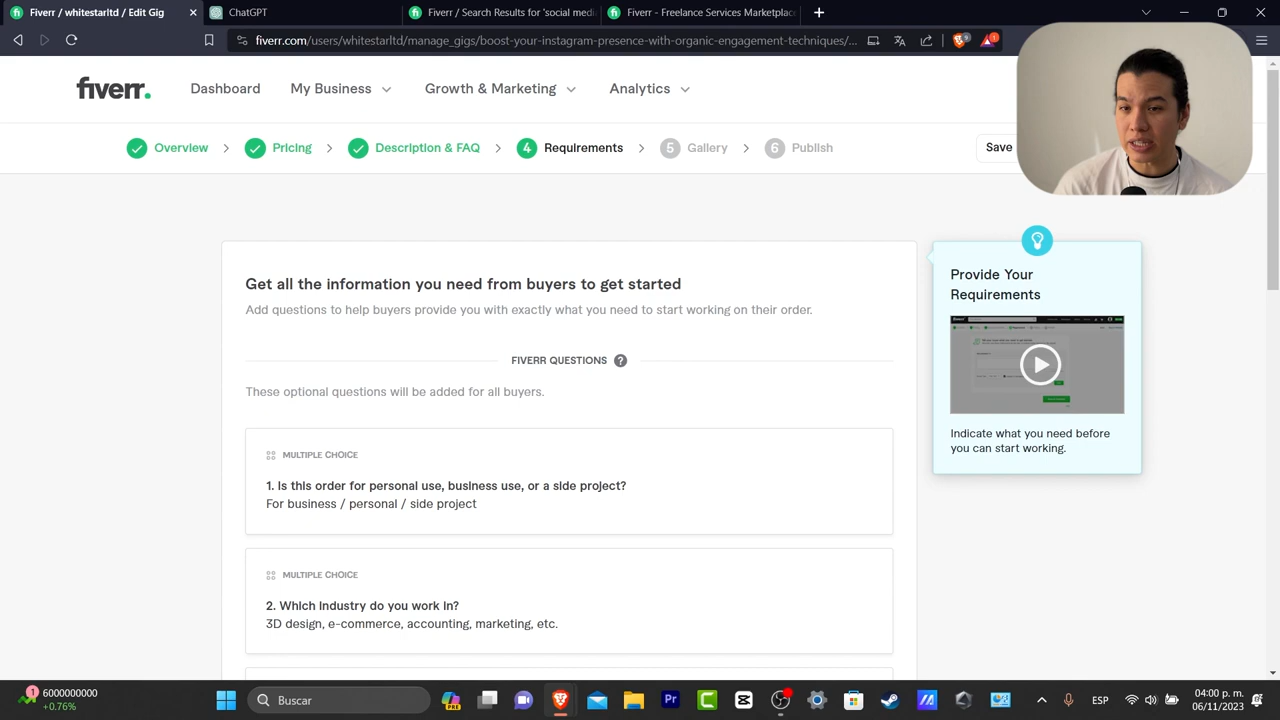 Fiverr / whitestarltd / Edit Gig
ChatGPT
Fiverr / Search Results for 'social medi
Fiverr - Freelance Services Marketplace
fiverr.com/users/whitestarltd/manage_gigs/boost-your-instagram-presence-with-organic-engagement-techniques/...
9
1
fiverr.
Dashboard
My Business
Growth & Marketing
Analytics
Overview
Pricing
Description & FAQ
4 Requirements
5 Gallery
6 Publish
Save
Get all the information you need from buyers to get started
Add questions to help buyers provide you with exactly what you need to start working on their order.
FIVERR QUESTIONS ?
These optional questions will be added for all buyers.
MULTIPLE CHOICE
1. Is this order for personal use, business use, or a side project?
For business / personal / side project
MULTIPLE CHOICE
2. Which industry do you work in?
3D design, e-commerce, accounting, marketing, etc.
Provide Your
Requirements
Indicate what you need before
you can start working.
1
6000000000
+0.76%
Buscar
Pr
ESP
04:00 p. m.
06/11/2023